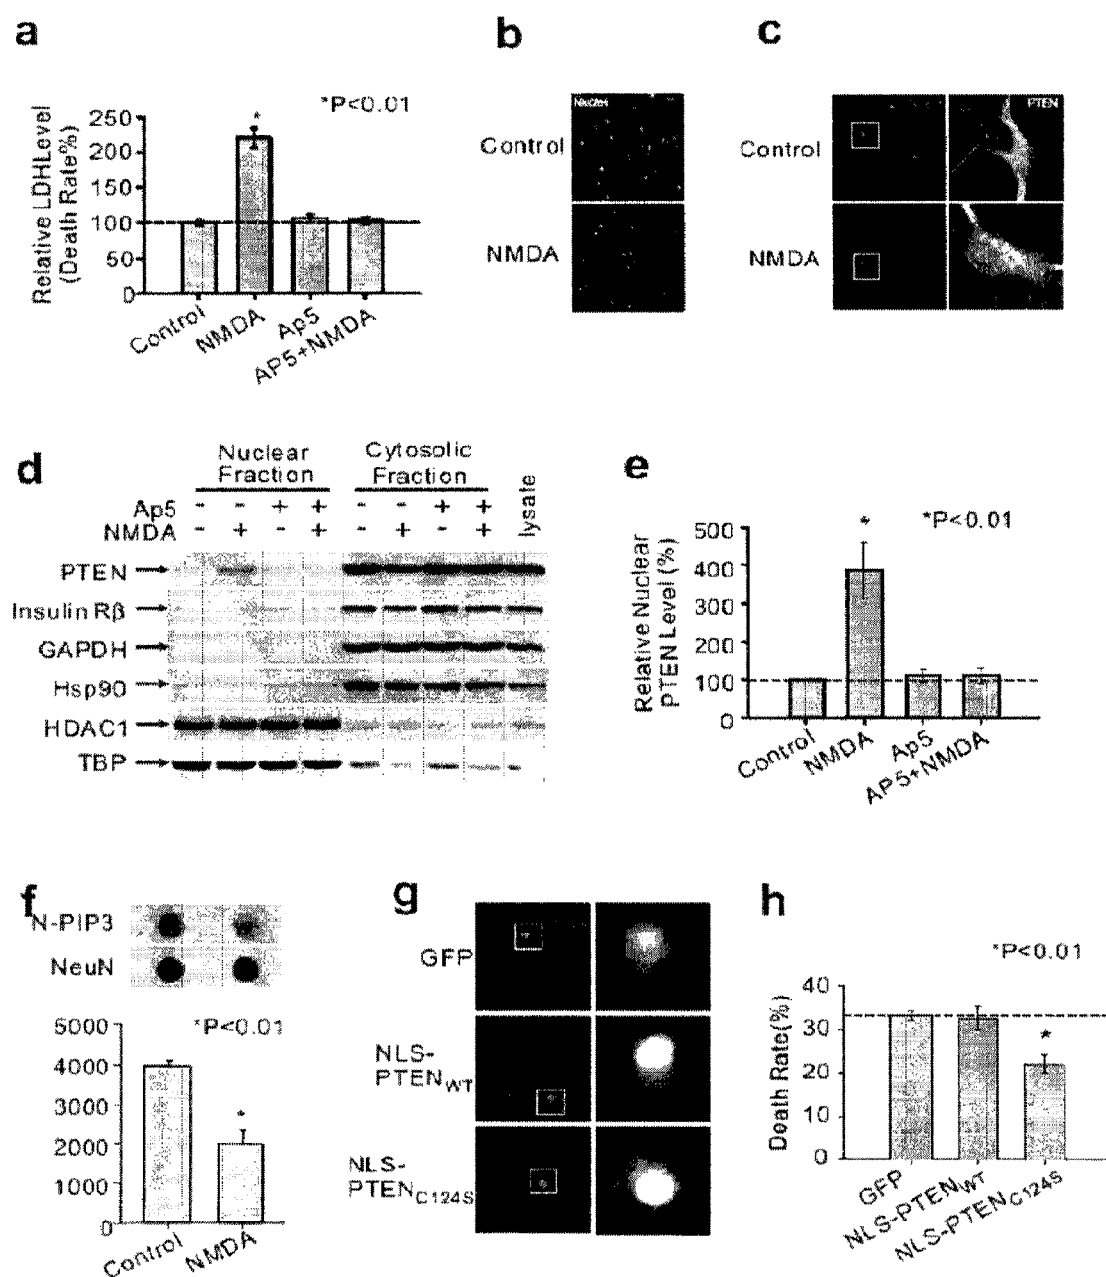 a
*P<0.01
Relative LDH Level
(Death Rate%)
250
200
150
100
50
0
*
Control
NMDA
Ap5
AP5+NMDA
b
Control
NMDA
c
PTEN
Control
NMDA
d
Nuclear Fraction
Cytosolic Fraction
lysate
Ap5 - - + + - - + +
NMDA - + - + - + - +
PTEN
Insulin Rβ
GAPDH
Hsp90
HDAC1
TBP
e
*P<0.01
Relative Nuclear
PTEN Level (%)
500
400
300
200
100
0
*
Control
NMDA
Ap5
AP5+NMDA
f
N-PIP3
NeuN
*P<0.01
5000
4000
3000
2000
1000
0
*
Control
NMDA
g
GFP
NLS-
PTENWT
NLS-
PTENC124S
h
*P<0.01
Death Rate(%)
40
30
20
10
0
*
GFP
NLS-PTENWT
NLS-PTENC124S